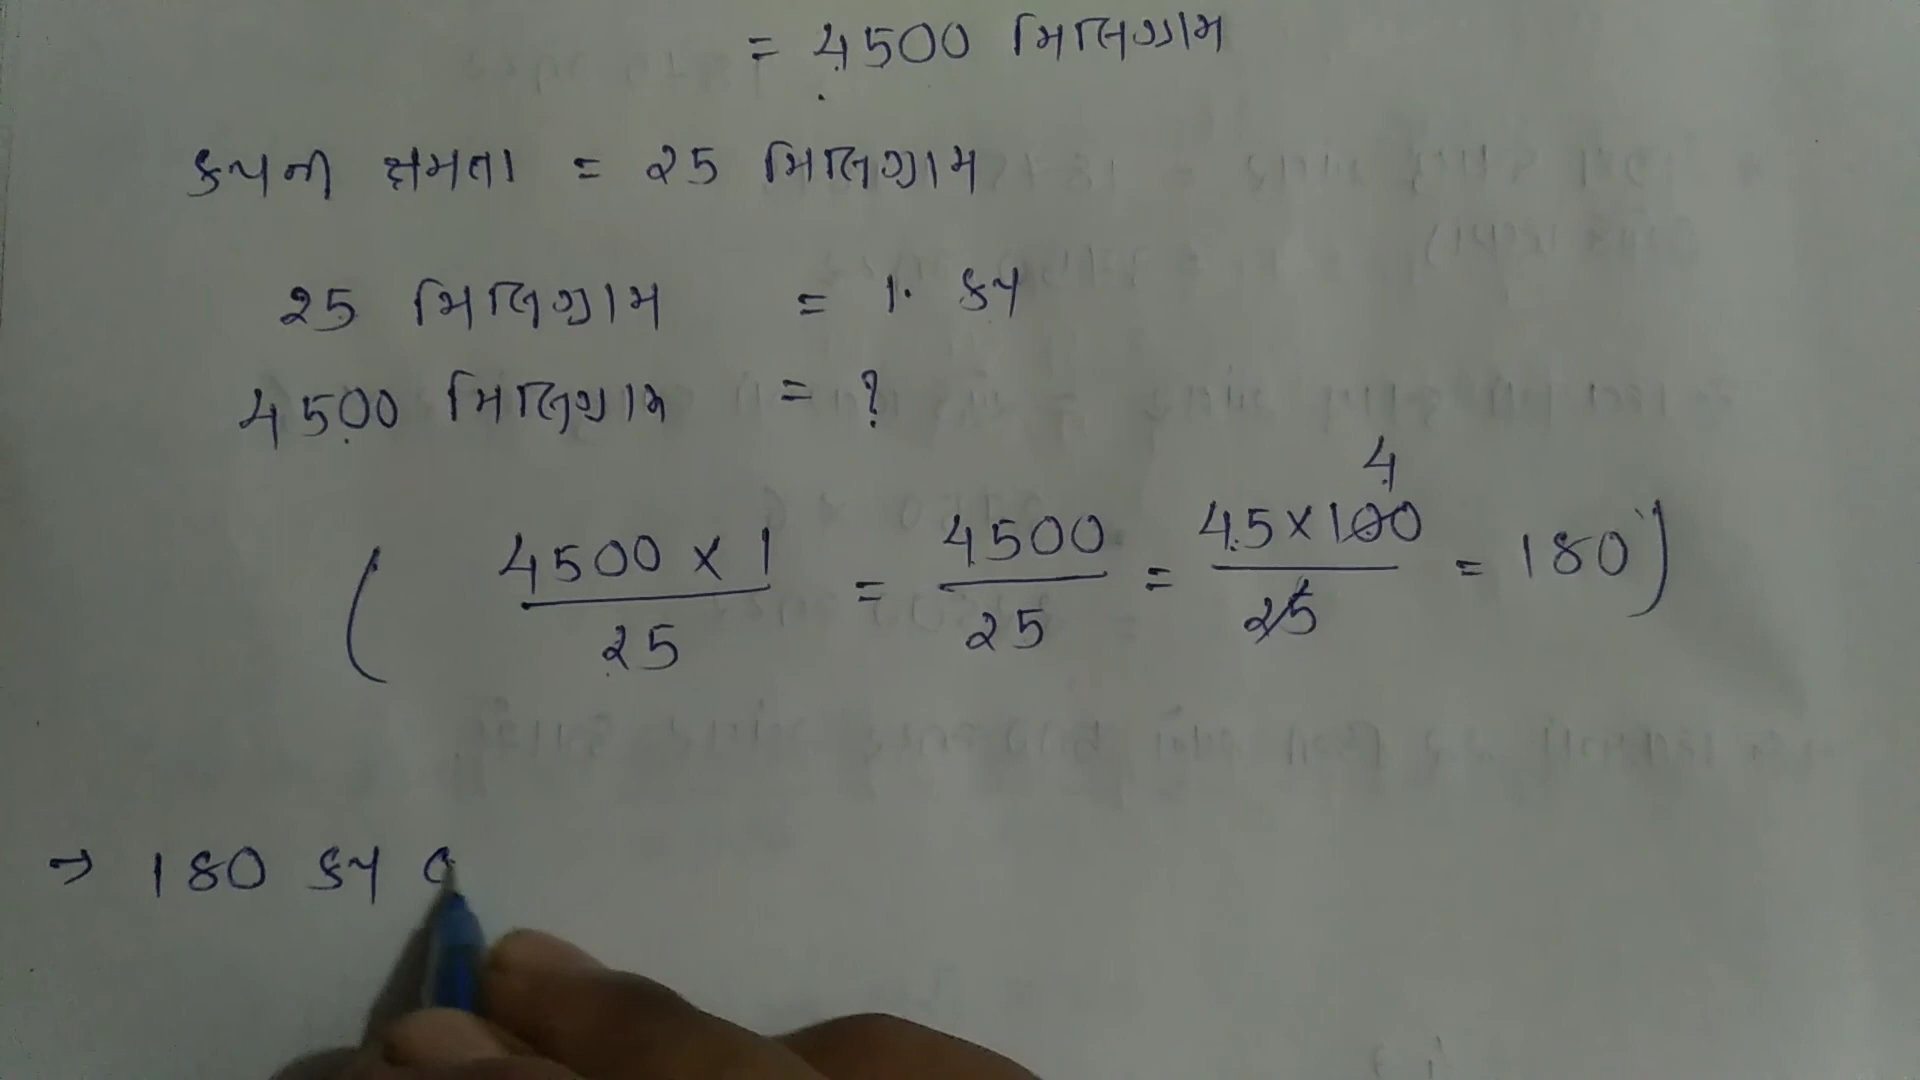 = 4500 મિલિગ્રામ
કપની ક્ષમતા = 25 મિલિગ્રામ
25 મિલિગ્રામ = 1 કપ
4500 મિલિગ્રામ = ?
( 4500 × 1 / 25 = 4500 / 25 = 45 × 100 / 25 = 180 ) 4
→ 180 કપ